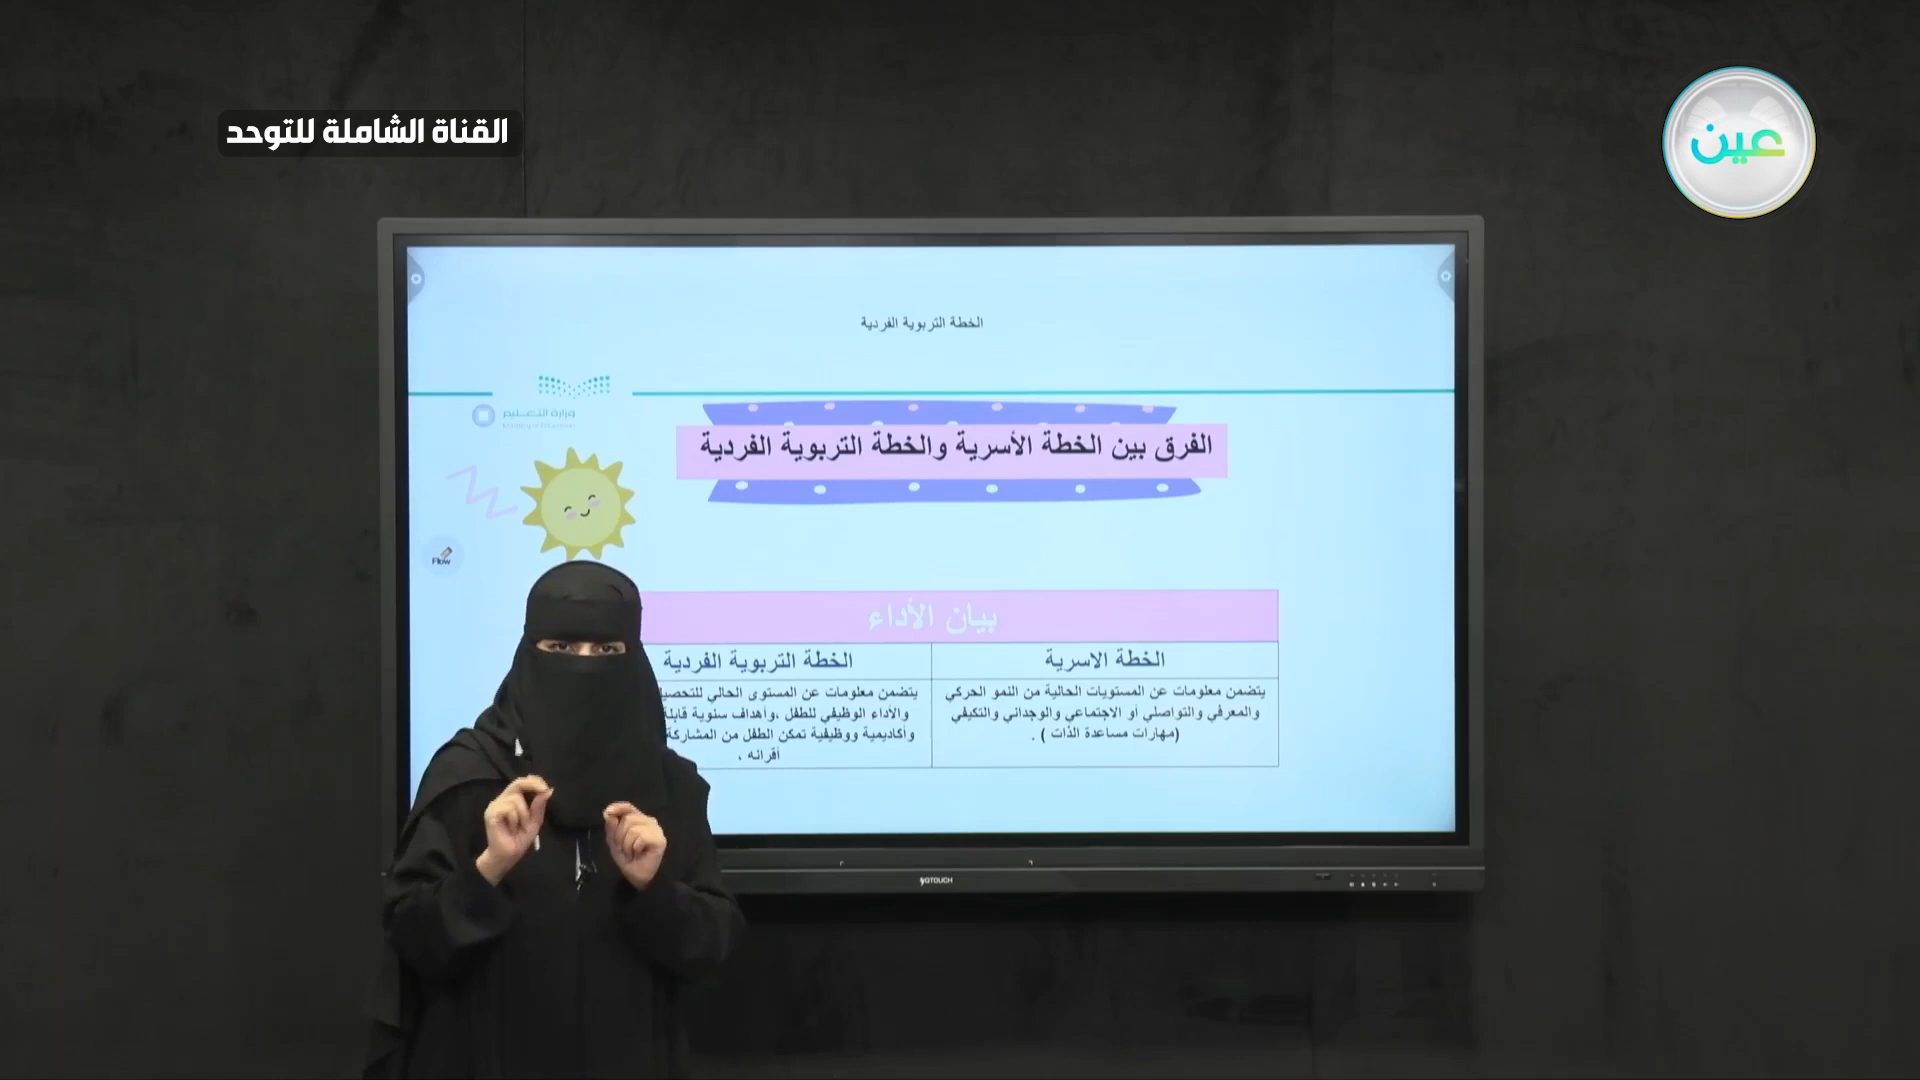 القناة الشاملة للتوحد
عين
الخطة التربوية الفردية
وزارة التعليم
Ministry of Education
الفرق بين الخطة الأسرية والخطة التربوية الفردية
Flow
بيان الأداء
الخطة الاسرية
يتضمن معلومات عن المستويات الحالية من النمو الحركي
والمعرفي والتواصلي أو الاجتماعي والوجداني والتكيفي
(مهارات مساعدة الذات ) .
الخطة التربوية الفردية
يتضمن معلومات عن المستوى الحالي
والأداء الوظيفي للطفل ،وأهداف سنوية
وأكاديمية ووظيفية تمكن الطفل من المشاركة
أقرانه ،